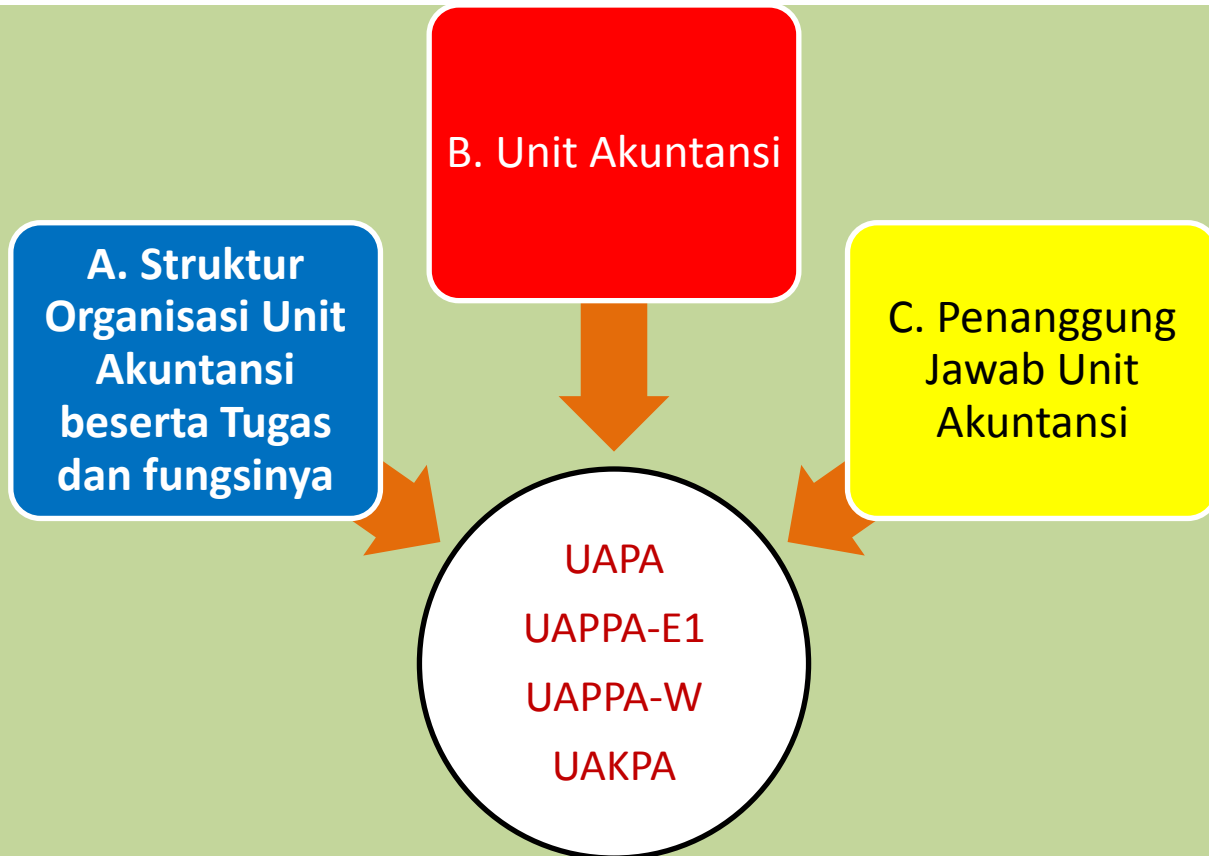 B. Unit Akuntansi
A. Struktur
Organisasi Unit
Akuntansi
beserta Tugas
dan fungsinya
C. Penanggung
Jawab Unit
Akuntansi
UAPA
UAPPA-E1
UAPPA-W
UAKPA